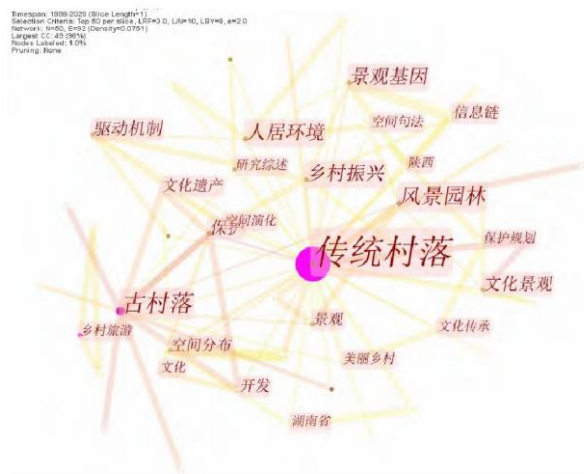 Timespan: 1998-2020 (Slice Length=1)
Selection Criteria: Top 50 per slice, LRF=3.0, L/N=10, LBY=8, e=2.0
Network: N=50, E=92 (Density=0.0751)
Largest CC: 49 (98%)
Nodes Labeled: 1.0%
Pruning: None
景观基因
信息链
空间句法
驱动机制
人居环境
研究综述
陕西
乡村振兴
文化遗产
风景园林
空间演化
保护规划
传统村落
文化景观
古村落
乡村旅游
景观
文化传承
空间分布
美丽乡村
文化
开发
湖南省